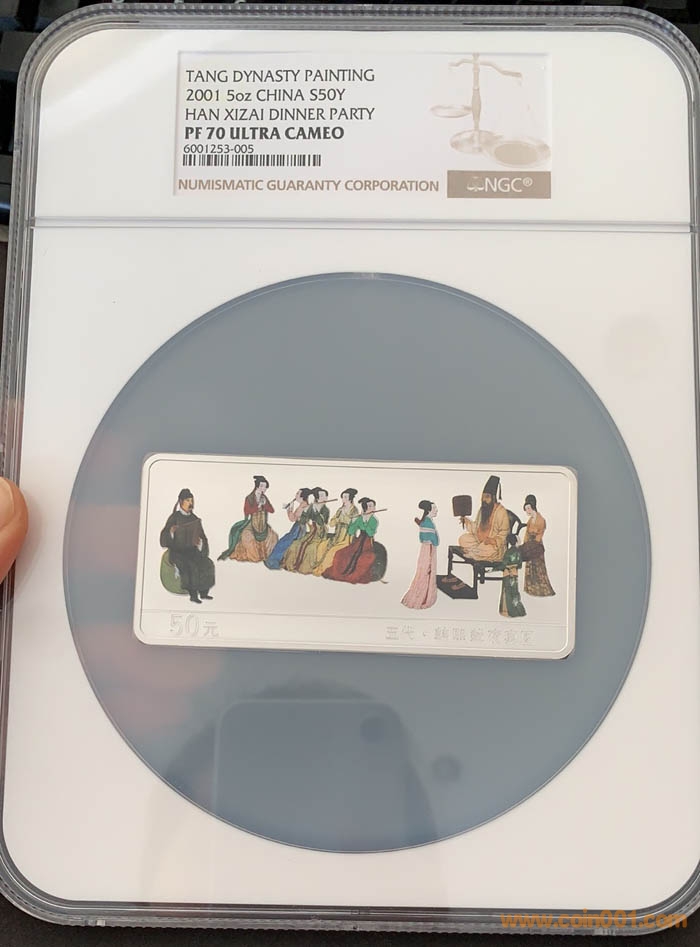 TANG DYNASTY PAINTING
2001 5oz CHINA S50Y
HAN XIZAI DINNER PARTY
PF 70 ULTRA CAMEO
6001253-005
NUMISMATIC GUARANTY CORPORATION
NGC®
50元
五代·韩熙载夜宴图
www.coin001.com